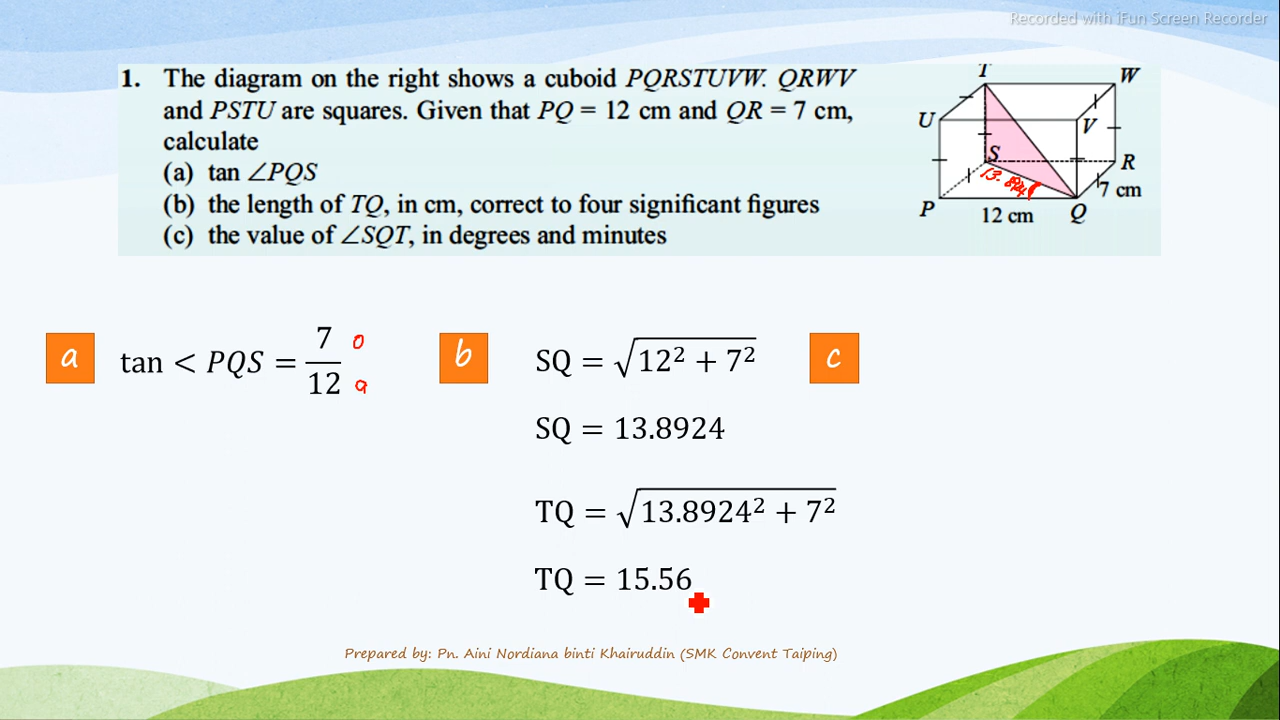 Recorded with iFun Screen Recorder
1. The diagram on the right shows a cuboid PQRSTUVW. QRWV
and PSTU are squares. Given that PQ = 12 cm and QR = 7 cm,
calculate
(a) tan ∠PQS
(b) the length of TQ, in cm, correct to four significant figures
(c) the value of ∠SQT, in degrees and minutes
T
W
U
V
S
R
13.8924
7 cm
P
12 cm
Q
a
tan < PQS = 7/12
o
a
b
SQ = √(12² + 7²)
SQ = 13.8924
TQ = √(13.8924² + 7²)
TQ = 15.56
c
Prepared by: Pn. Aini Nordiana binti Khairuddin (SMK Convent Taiping)